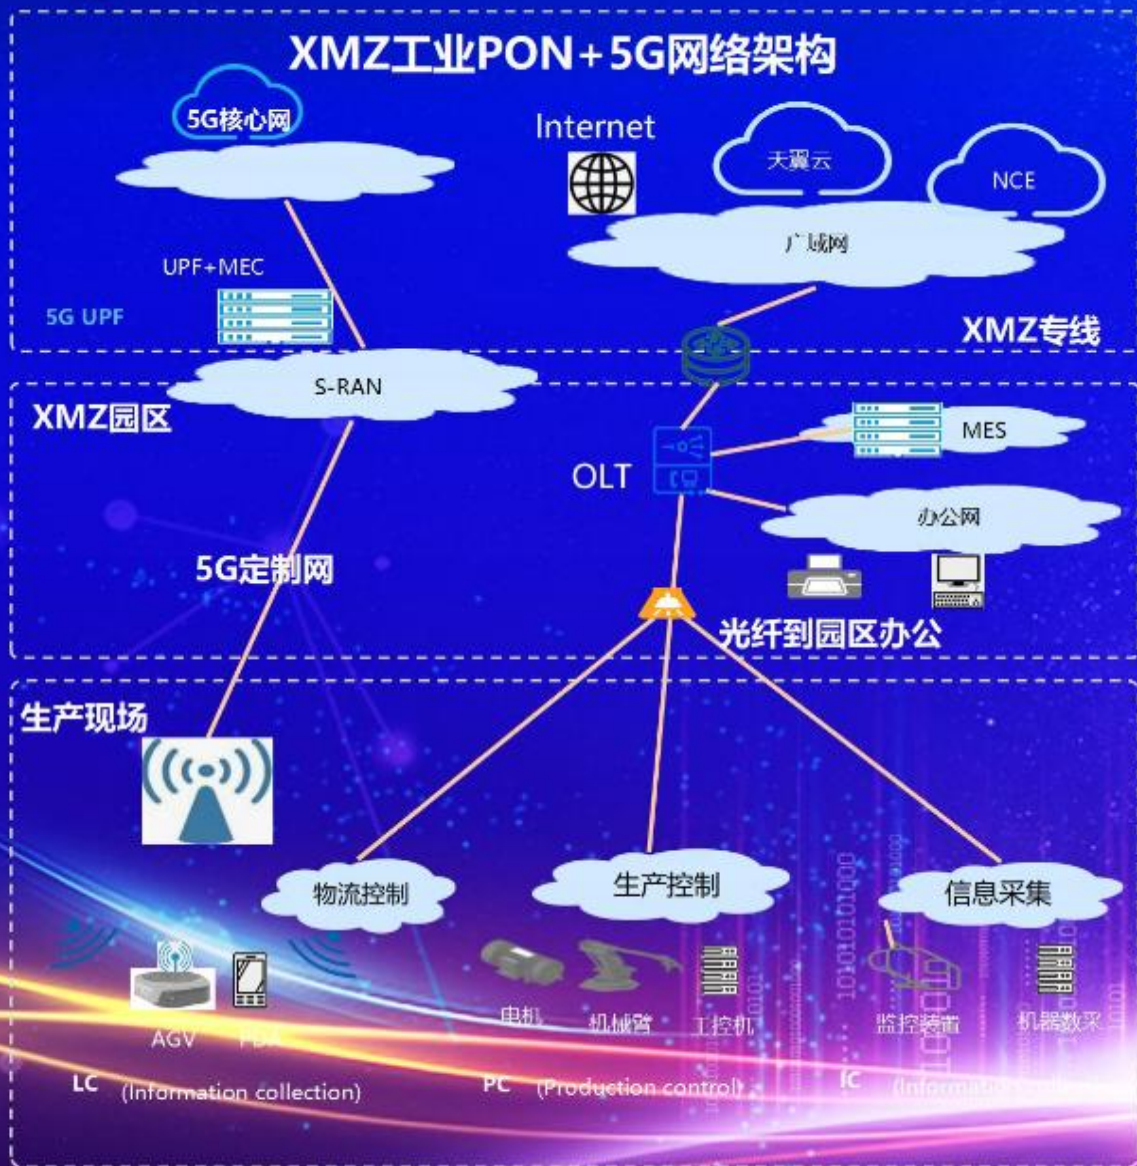 XMZ工业PON+5G网络架构
5G核心网
Internet
天翼云
NCE
广域网
UPF+MEC
5G UPF
XMZ专线
S-RAN
XMZ园区
MES
OLT
办公网
5G定制网
光纤到园区办公
生产现场
物流控制
生产控制
信息采集
电机
机械臂
工控机
监控装置
机器数采
AGV
PDA
LC (Information collection)
PC (Production control)
IC (Information